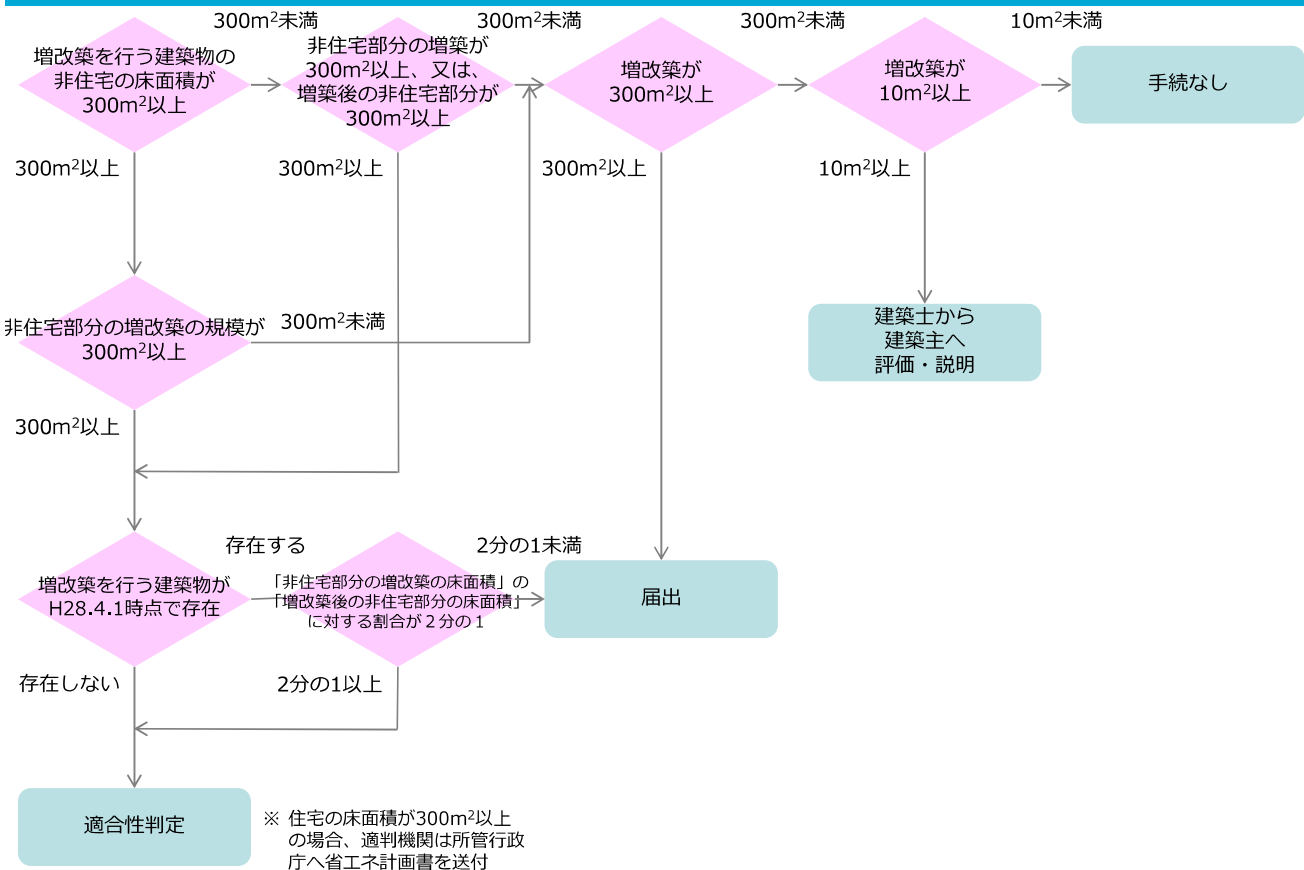 300m²未満
300m²未満
300m²未満
10m²未満
増改築を行う建築物の
非住宅の床面積が
300m²以上
非住宅部分の増築が
300m²以上、又は、
増築後の非住宅部分が
300m²以上
増改築が
300m²以上
増改築が
10m²以上
手続なし
300m²以上
300m²以上
300m²以上
10m²以上
非住宅部分の増改築の規模が
300m²以上
300m²未満
建築士から
建築主へ
評価・説明
300m²以上
存在する
2分の1未満
増改築を行う建築物が
H28.4.1時点で存在
「非住宅部分の増改築の床面積」の
「増改築後の非住宅部分の床面積」
に対する割合が２分の１
届出
存在しない
2分の1以上
適合性判定
※ 住宅の床面積が300m²以上
の場合、適判機関は所管行政
庁へ省エネ計画書を送付